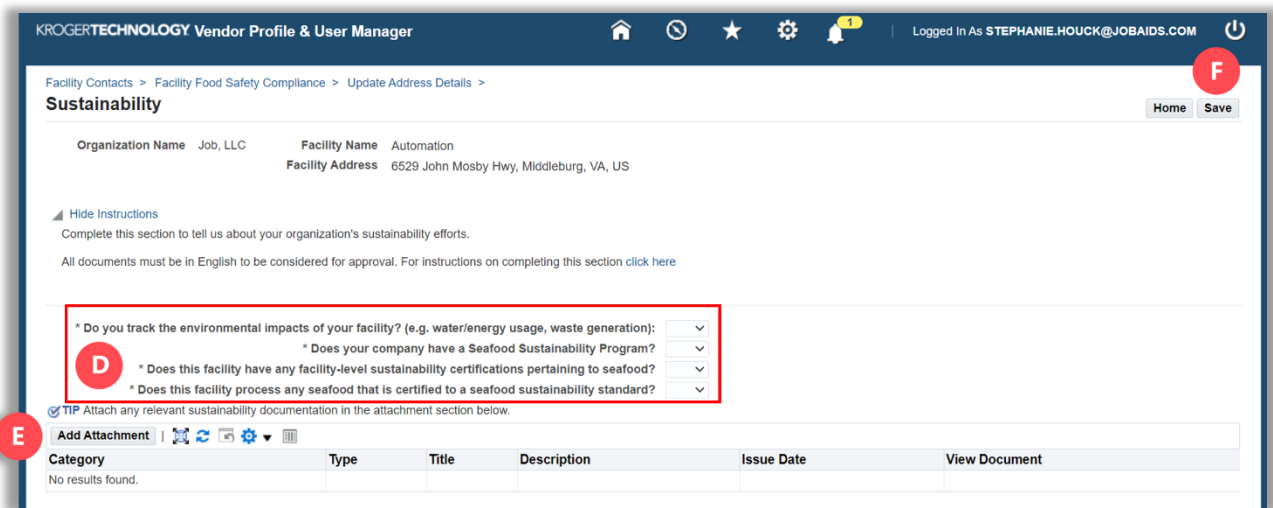 KROGERTECHNOLOGY. Vendor Profile & User Manager 1 Logged In As STEPHANIE.HOUCK@JOBAIDS.COM
F
Facility Contacts > Facility Food Safety Compliance > Update Address Details >
Sustainability Home Save
Organization Name Job, LLC Facility Name Automation
Facility Address 6529 John Mosby Hwy, Middleburg, VA, US
Hide Instructions
Complete this section to tell us about your organization's sustainability efforts.
All documents must be in English to be considered for approval. For instructions on completing this section click here
* Do you track the environmental impacts of your facility? (e.g. water/energy usage, waste generation):
* Does your company have a Seafood Sustainability Program?
D
* Does this facility have any facility-level sustainability certifications pertaining to seafood?
* Does this facility process any seafood that is certified to a seafood sustainability standard?
TIP Attach any relevant sustainability documentation in the attachment section below.
E
Add Attachment
Category Type Title Description Issue Date View Document
No results found.